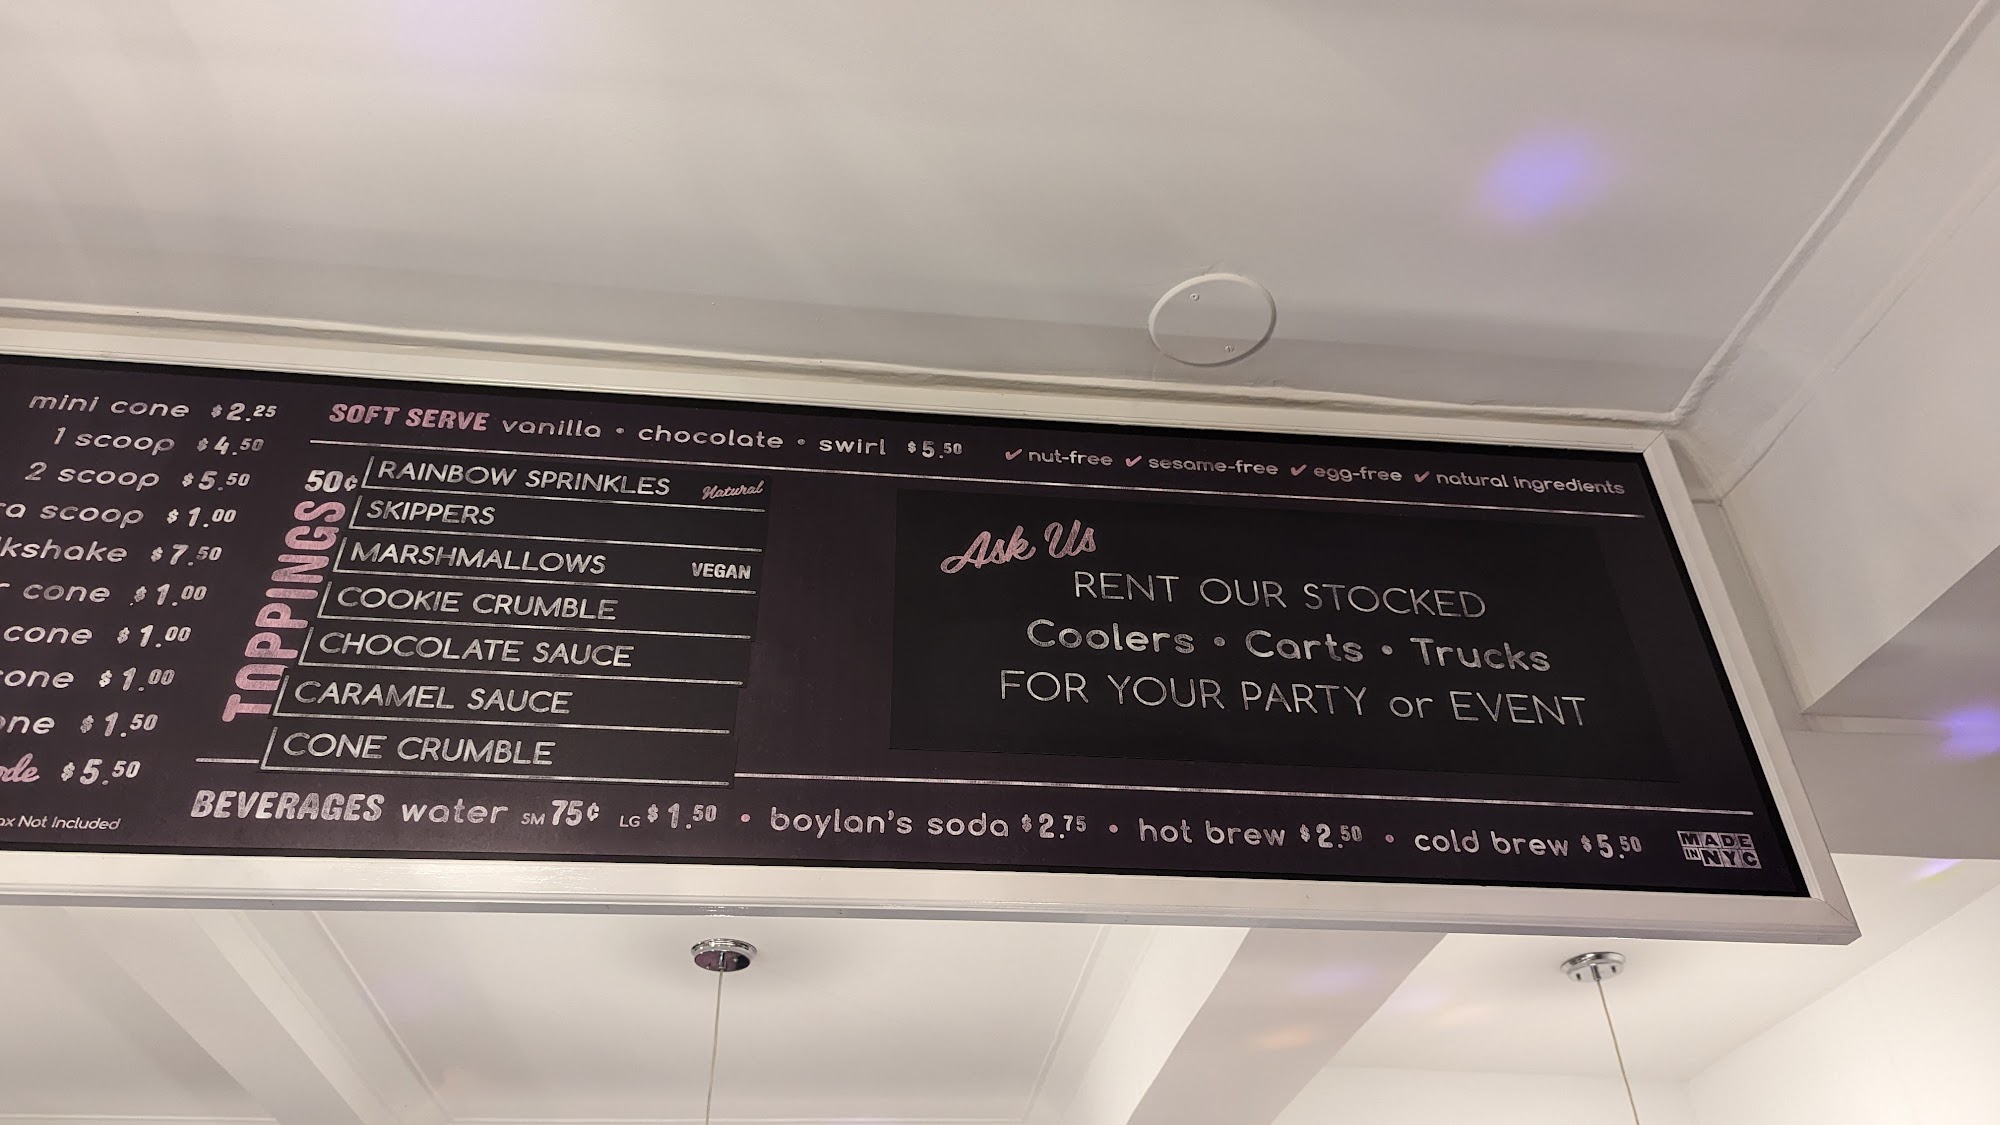 mini cone $2.25
1 scoop $4.50
2 scoop $5.50
ra scoop $1.00
kshake $7.50
r cone $1.00
cone $1.00
one $1.00
one $1.50
de $5.50
ax Not Included
SOFT SERVE vanilla • chocolate • swirl $5.50
✓ nut-free ✓ sesame-free ✓ egg-free ✓ natural ingredients
TOPPINGS 50¢
RAINBOW SPRINKLES Natural
SKIPPERS
MARSHMALLOWS VEGAN
COOKIE CRUMBLE
CHOCOLATE SAUCE
CARAMEL SAUCE
CONE CRUMBLE
Ask Us
RENT OUR STOCKED
Coolers • Carts • Trucks
FOR YOUR PARTY or EVENT
BEVERAGES water SM 75¢ LG $1.50 • boylan's soda $2.75 • hot brew $2.50 • cold brew $5.50
MADE
IN NYC